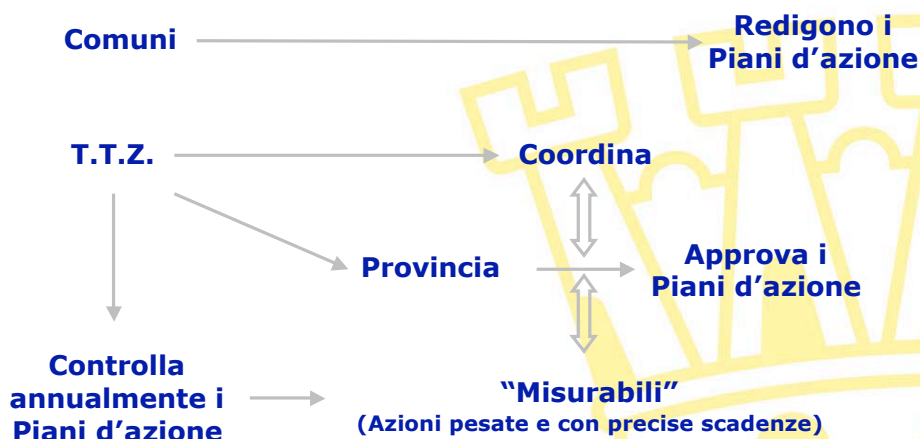 Comuni
Redigono i
Piani d’azione
T.T.Z.
Coordina
Provincia
Approva i
Piani d’azione
Controlla
annualmente i
Piani d’azione
“Misurabili”
(Azioni pesate e con precise scadenze)